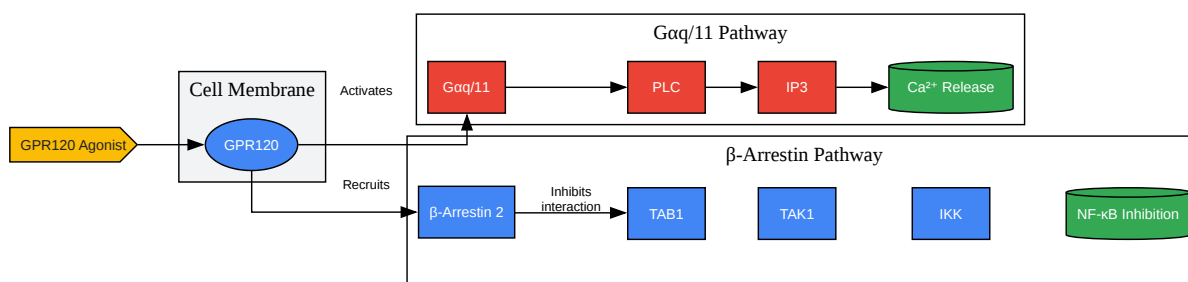 Gαq/11 Pathway
Cell Membrane
Activates
Gαq/11
PLC
IP3
Ca²⁺ Release
GPR120 Agonist
GPR120
β-Arrestin Pathway
Recruits
β-Arrestin 2
Inhibits
interaction
TAB1
TAK1
IKK
NF-κB Inhibition